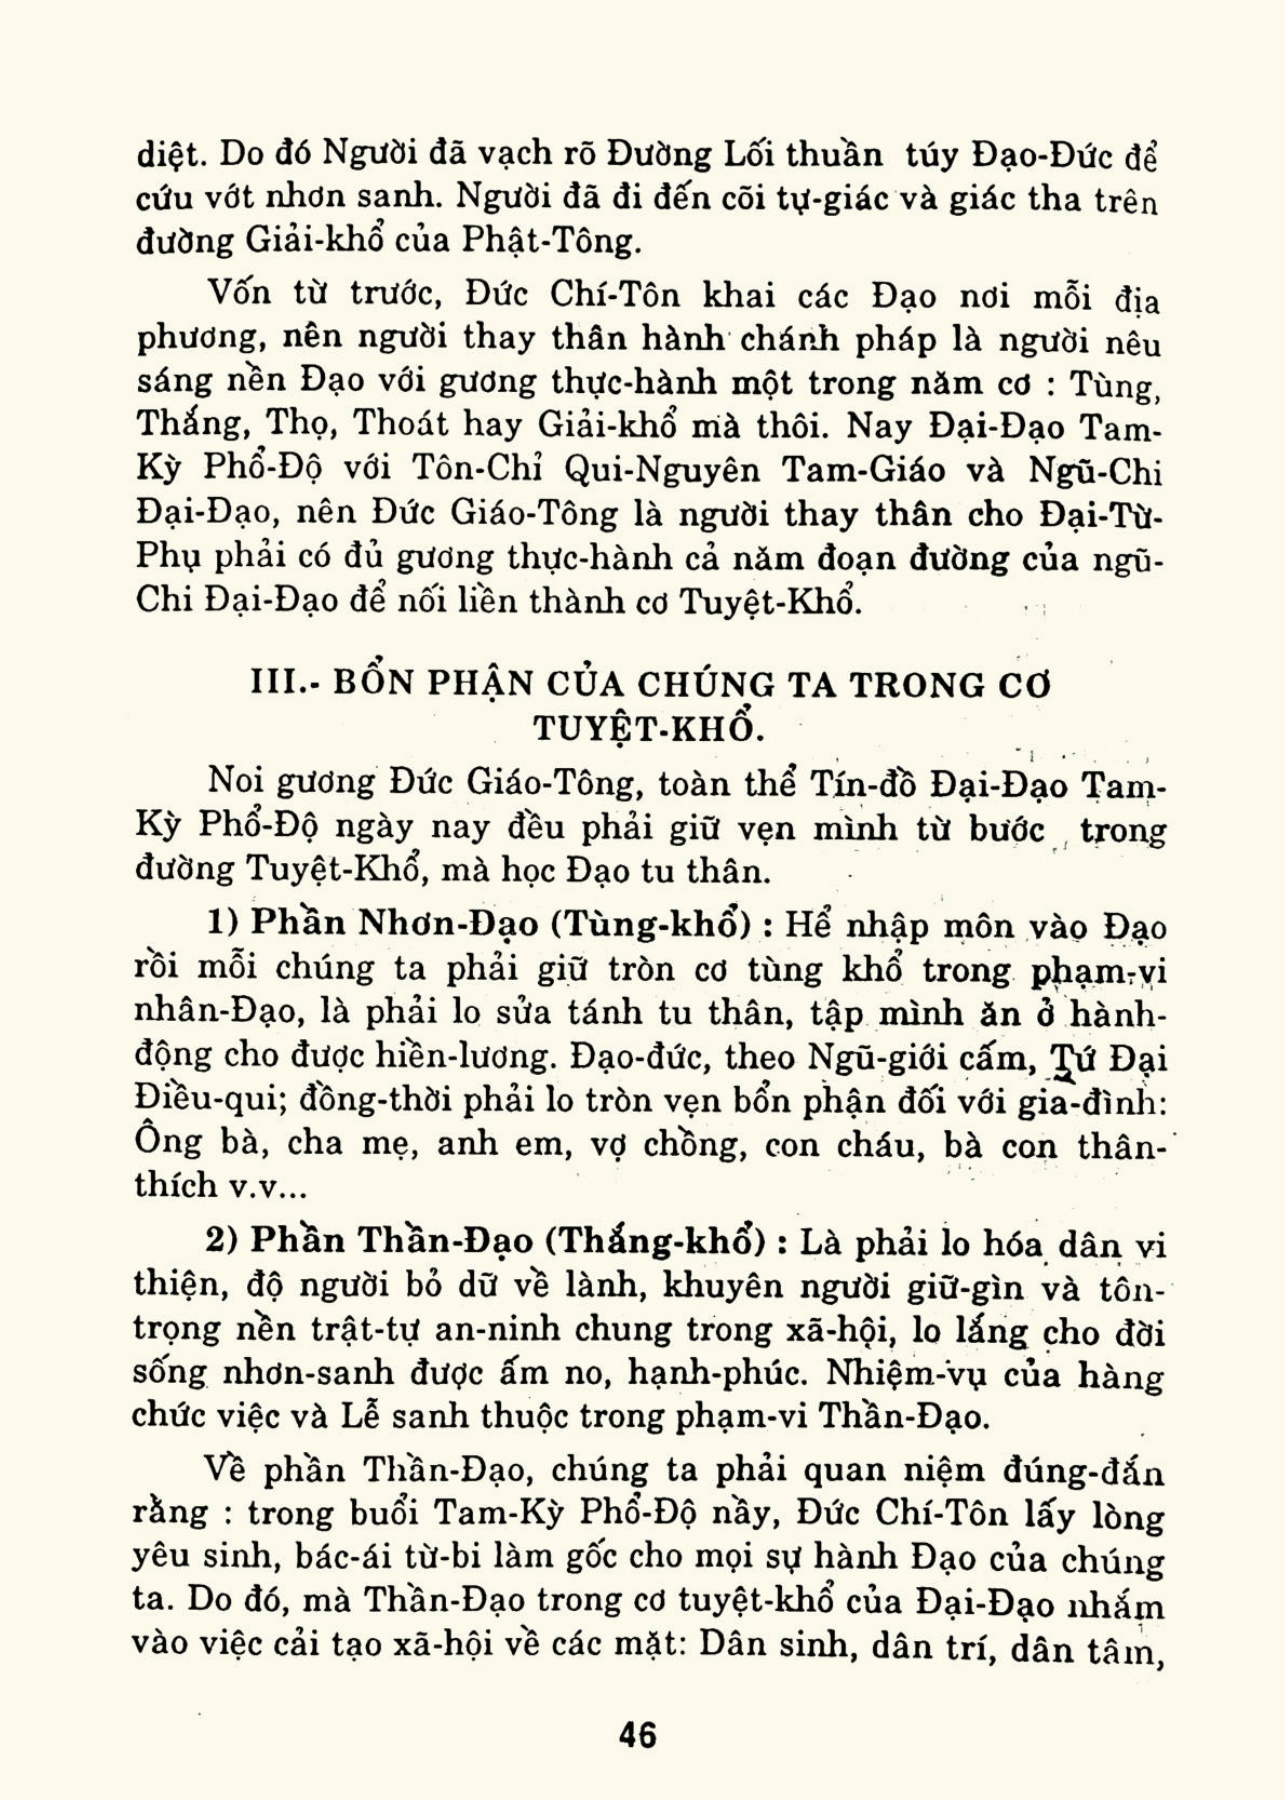 diệt. Do đó Người đã vạch rõ Đường Lối thuần túy Đạo-Đức để
cứu vớt nhơn sanh. Người đã đi đến cõi tự-giác và giác tha trên
đường Giải-khổ của Phật-Tông.
Vốn từ trước, Đức Chí-Tôn khai các Đạo nơi mỗi địa
phương, nên người thay thân hành chánh pháp là người nêu
sáng nền Đạo với gương thực-hành một trong năm cơ : Tùng,
Thắng, Thọ, Thoát hay Giải-khổ mà thôi. Nay Đại-Đạo Tam-
Kỳ Phổ-Độ với Tôn-Chỉ Qui-Nguyên Tam-Giáo và Ngũ-Chi
Đại-Đạo, nên Đức Giáo-Tông là người thay thân cho Đại-Từ-
Phụ phải có đủ gương thực-hành cả năm đoạn đường của ngũ-
Chi Đại-Đạo để nối liền thành cơ Tuyệt-Khổ.
III.- BỔN PHẬN CỦA CHÚNG TA TRONG CƠ
TUYỆT-KHỔ.
Noi gương Đức Giáo-Tông, toàn thể Tín-đồ Đại-Đạo Tam-
Kỳ Phổ-Độ ngày nay đều phải giữ vẹn mình từ bước trong
đường Tuyệt-Khổ, mà học Đạo tu thân.
1) Phần Nhơn-Đạo (Tùng-khổ) : Hể nhập môn vào Đạo
rồi mỗi chúng ta phải giữ tròn cơ tùng khổ trong phạm-vi
nhân-Đạo, là phải lo sửa tánh tu thân, tập mình ăn ở hành-
động cho được hiền-lương. Đạo-đức, theo Ngũ-giới cấm, Tứ Đại
Điều-qui; đồng-thời phải lo tròn vẹn bổn phận đối với gia-đình:
Ông bà, cha mẹ, anh em, vợ chồng, con cháu, bà con thân-
thích v.v...
2) Phần Thần-Đạo (Thắng-khổ) : Là phải lo hóa dân vi
thiện, độ người bỏ dữ về lành, khuyên người giữ-gìn và tôn-
trọng nền trật-tự an-ninh chung trong xã-hội, lo lắng cho đời
sống nhơn-sanh được ấm no, hạnh-phúc. Nhiệm-vụ của hàng
chức việc và Lễ sanh thuộc trong phạm-vi Thần-Đạo.
Về phần Thần-Đạo, chúng ta phải quan niệm đúng-đắn
rằng : trong buổi Tam-Kỳ Phổ-Độ nầy, Đức Chí-Tôn lấy lòng
yêu sinh, bác-ái từ-bi làm gốc cho mọi sự hành Đạo của chúng
ta. Do đó, mà Thần-Đạo trong cơ tuyệt-khổ của Đại-Đạo nhắm
vào việc cải tạo xã-hội về các mặt: Dân sinh, dân trí, dân tâm,
46